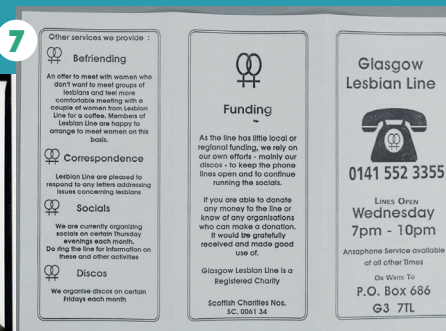 7
Other services we provide :
Befriending
An offer to meet with women who
don't want to meet groups of
lesbians and feel more
comfortable meeting with a
couple of women from Lesbian
Line for a coffee. Members of
Lesbian Line are happy to
arrange to meet women on this
basis.
Correspondence
Lesbian Line are pleased to
respond to any letters addressing
issues concerning lesbians
Socials
We are currently organizing
socials on certain Thursday
evenings each month.
Do ring the line for information on
these and other activities
Discos
We organise discos on certain
Fridays each month
Funding
As the line has little local or
regional funding, we rely on
our own efforts - mainly our
discos - to keep the phone
lines open and to continue
running the socials.
If you are able to donate
any money to the line or
know of any organisations
who can make a donation.
It would be gratefully
received and made good
use of.
Glasgow Lesbian Line is a
Registered Charity
Scottish Charities Nos.
SC. 0061 34
Glasgow
Lesbian Line
0141 552 3355
Lines Open
Wednesday
7pm - 10pm
Ansaphone Service available
at all other times
Or Write To
P.O. Box 686
G3 7TL